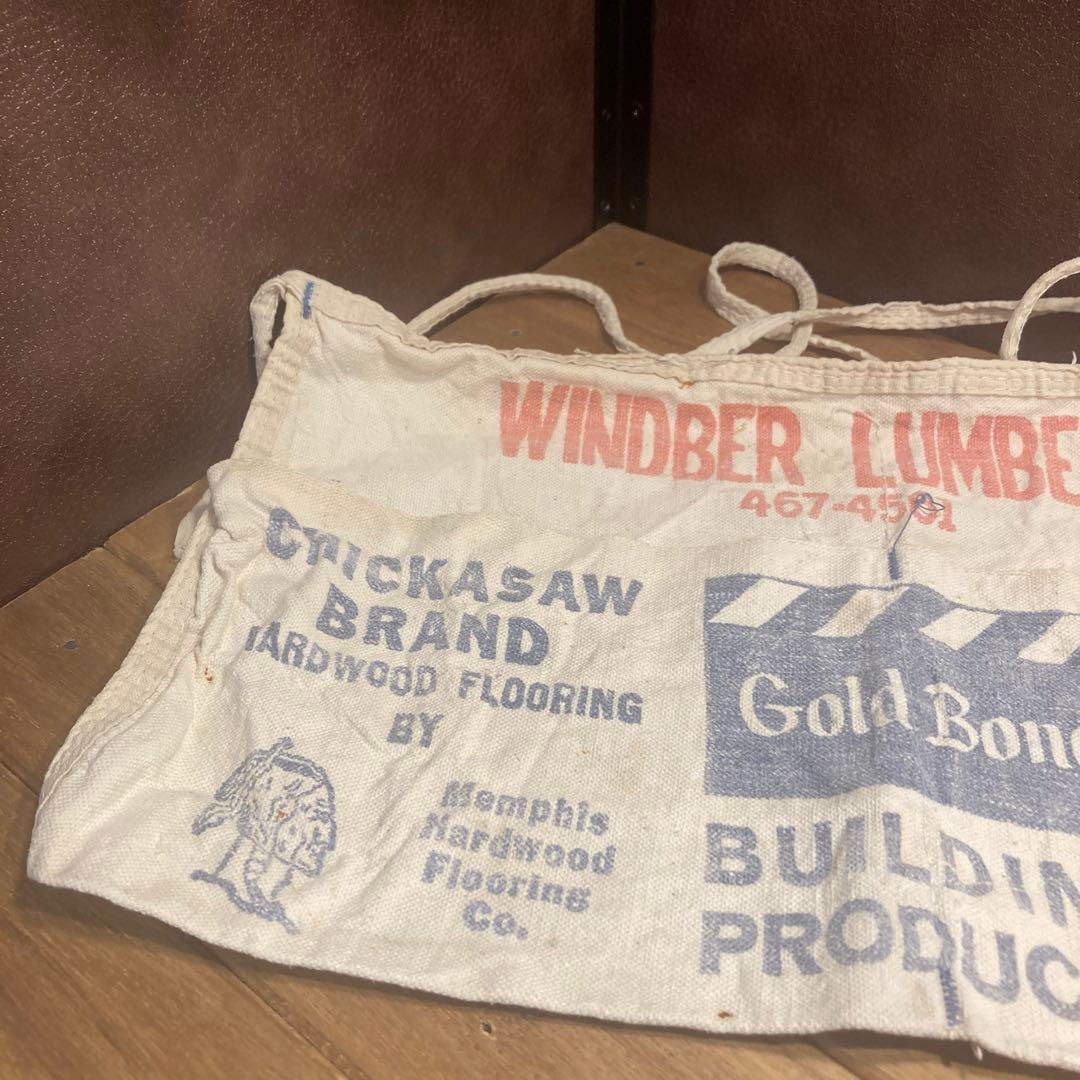 WINDBER LUMBE
467-4501
CHICKASAW
BRAND
HARDWOOD FLOORING
BY
Memphis
Hardwood
Flooring
Co.
Gold Bond
BUILDIN
PRODUC